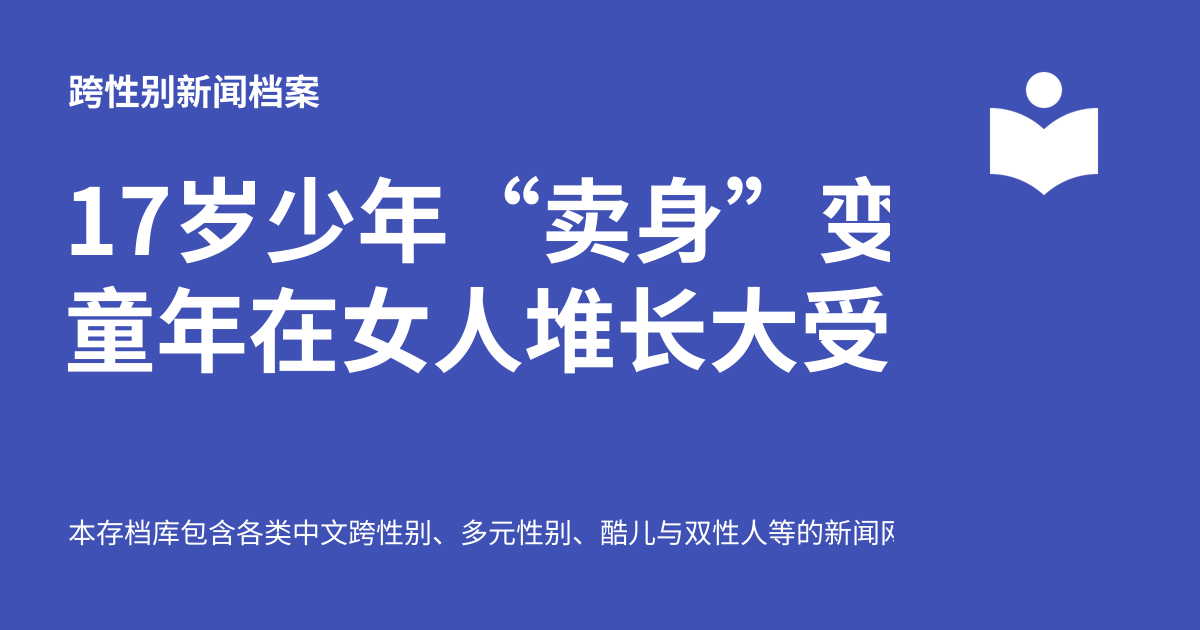 跨性别新闻档案
17岁少年“卖身”变
童年在女人堆长大受
本存档库包含各类中文跨性别、多元性别、酷儿与双性人等的新闻网